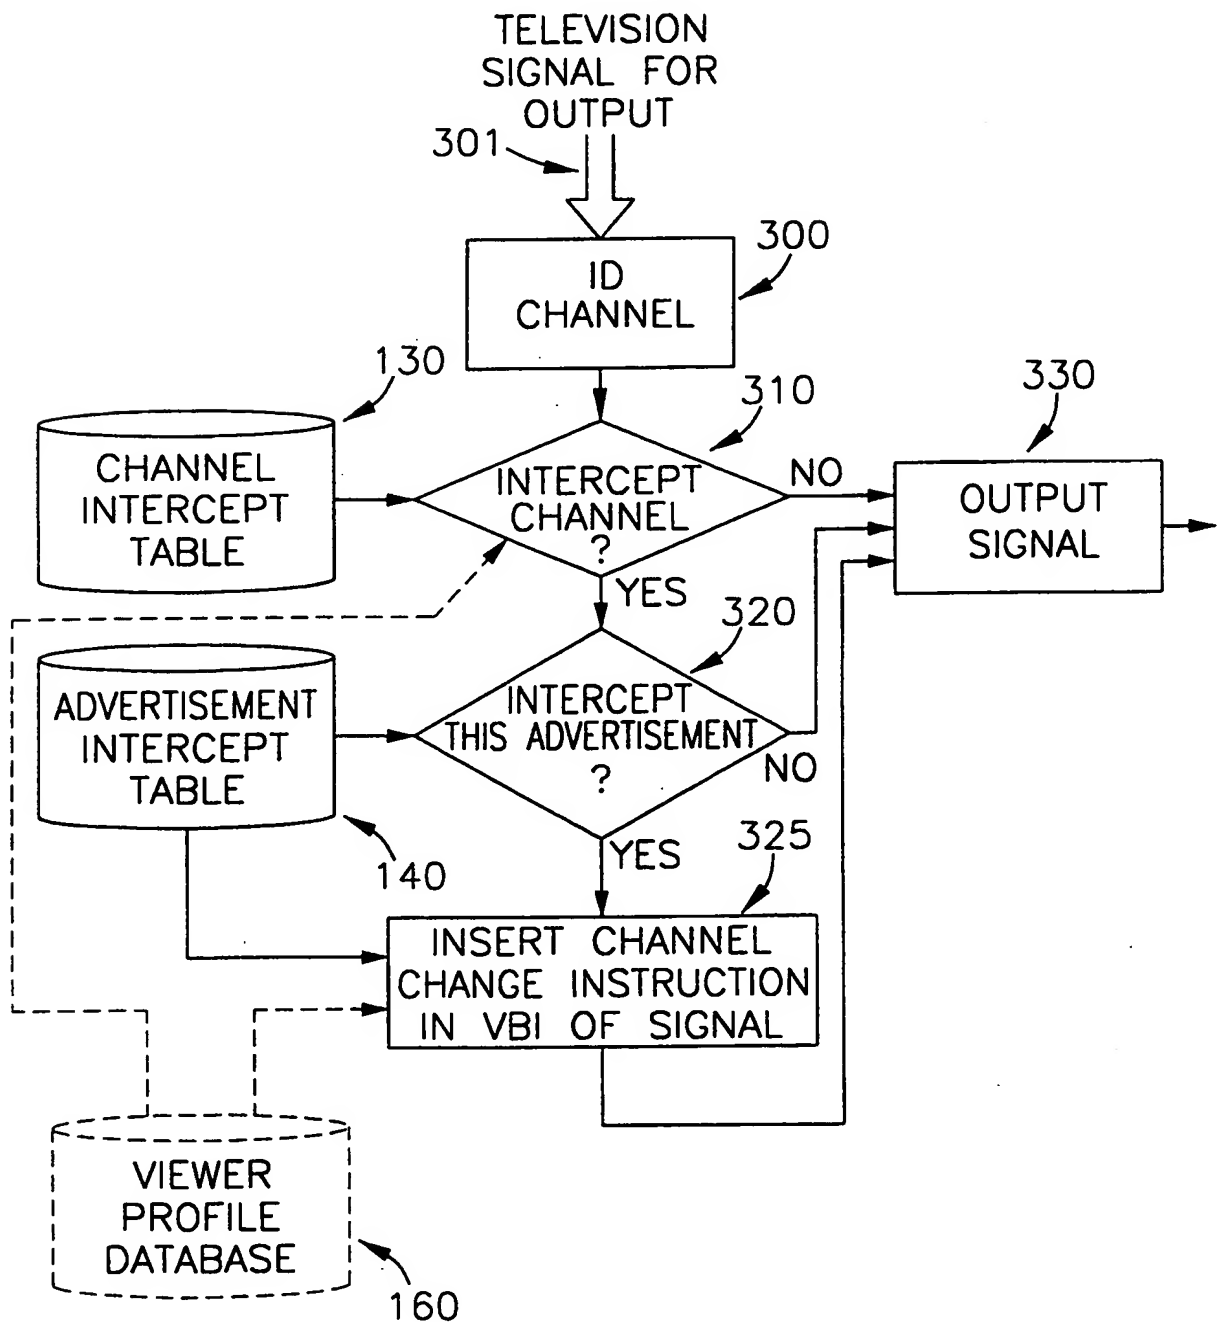 TELEVISION
SIGNAL FOR
OUTPUT
301
300
ID
CHANNEL
130
310
330
CHANNEL
INTERCEPT
TABLE
INTERCEPT
CHANNEL
?
NO
OUTPUT
SIGNAL
YES
320
ADVERTISEMENT
INTERCEPT
TABLE
INTERCEPT
THIS ADVERTISEMENT
?
NO
140
YES
325
INSERT CHANNEL
CHANGE INSTRUCTION
IN VBI OF SIGNAL
VIEWER
PROFILE
DATABASE
160